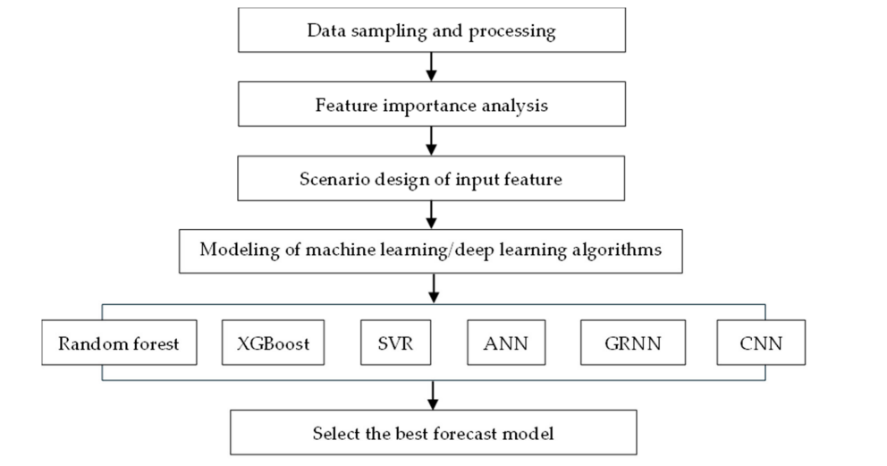 Data sampling and processing
Feature importance analysis
Scenario design of input feature
Modeling of machine learning/deep learning algorithms
Random forest
XGBoost
SVR
ANN
GRNN
CNN
Select the best forecast model